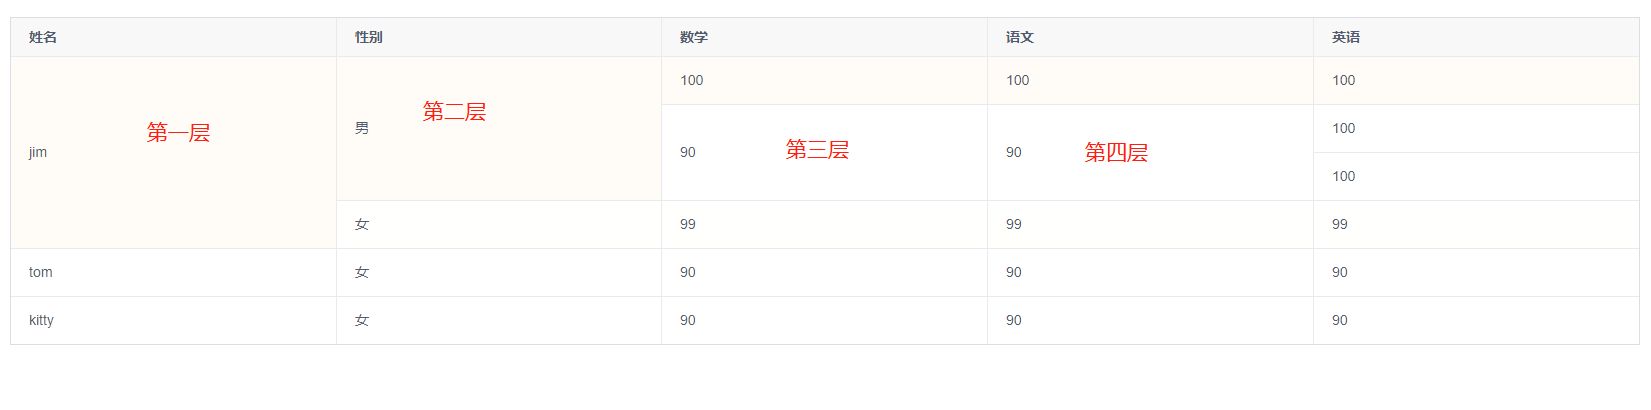 姓名 性别 数学 语文 英语
100 100 100
第一层 第二层
男 100
jim 90 第三层 90 第四层
100
女 99 99 99
tom 女 90 90 90
kitty 女 90 90 90